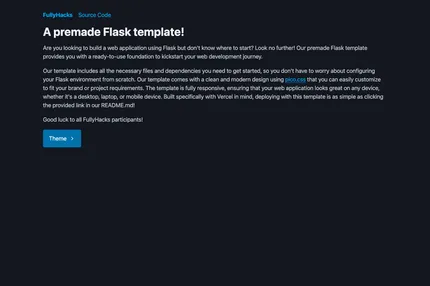 FullyHacks Source Code
A premade Flask template!
Are you looking to build a web application using Flask but don't know where to start? Look no further! Our premade Flask template
provides you with a ready-to-use foundation to kickstart your web development journey.
Our template includes all the necessary files and dependencies you need to get started, so you don't have to worry about configuring
your Flask environment from scratch. Our template comes with a clean and modern design using pico.css that you can easily customize
to fit your brand or project requirements. The template is fully responsive, ensuring that your web application looks great on any device,
whether it's a desktop, laptop, or mobile device. Built specifically with Vercel in mind, deploying with this template is as simple as clicking
the provided link in our README.md!
Good luck to all FullyHacks participants!
Theme >